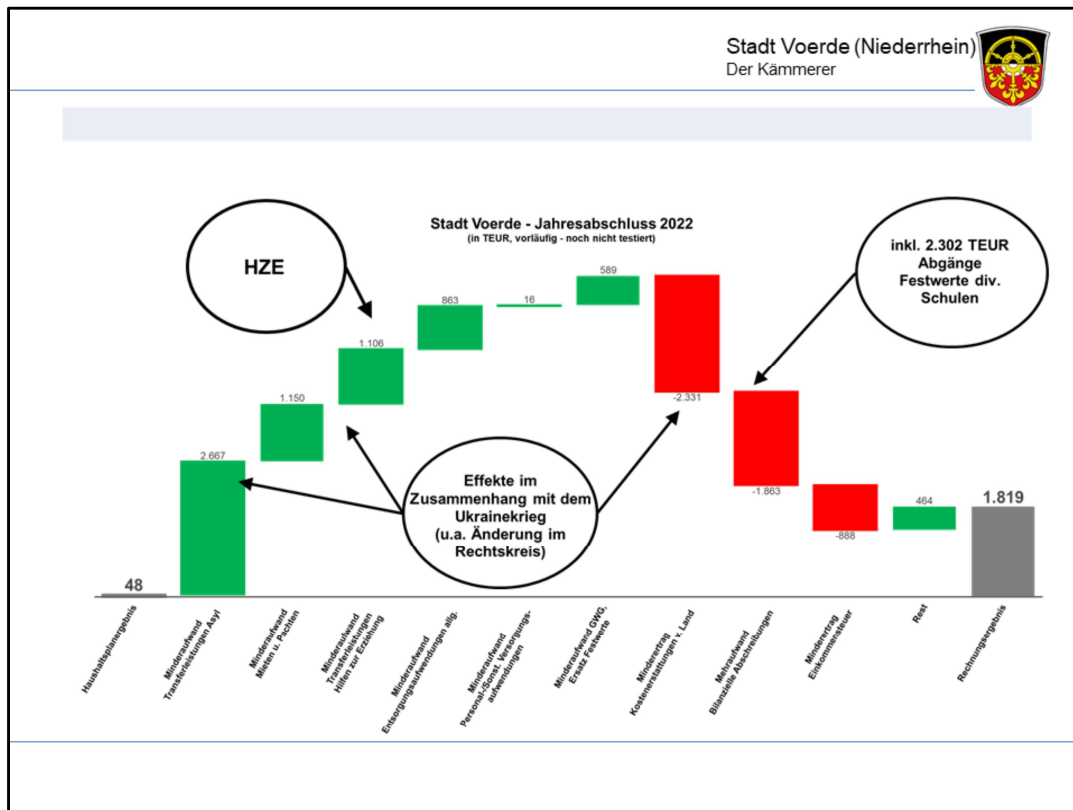 Stadt Voerde (Niederrhein)
Der Kämmerer
Stadt Voerde - Jahresabschluss 2022
(in TEUR, vorläufig - noch nicht testiert)
HZE
inkl. 2.302 TEUR
Abgänge
Festwerte div.
Schulen
Effekte im
Zusammenhang mit dem
Ukrainekrieg
(u.a. Änderung im
Rechtskreis)
48
2.667
1.150
1.106
863
16
589
-2.331
-1.863
-888
464
1.819
Haushaltsplanergebnis
Minderaufwand
Transferleistungen Asyl
Minderaufwand
Mieten u. Pachten
Minderaufwand
Transferleistungen
Hilfen zur Erziehung
Minderaufwand
Entsorgungsaufwendungen allg.
Minderaufwand
Personal-/Sonst. Versorgungs-
aufwendungen
Minderaufwand GWG,
Ersatz Festwerte
Minderertrag
Kostenerstattungen v. Land
Mehraufwand
Bilanzielle Abschreibungen
Minderertrag
Einkommensteuer
Rest
Rechnungsergebnis